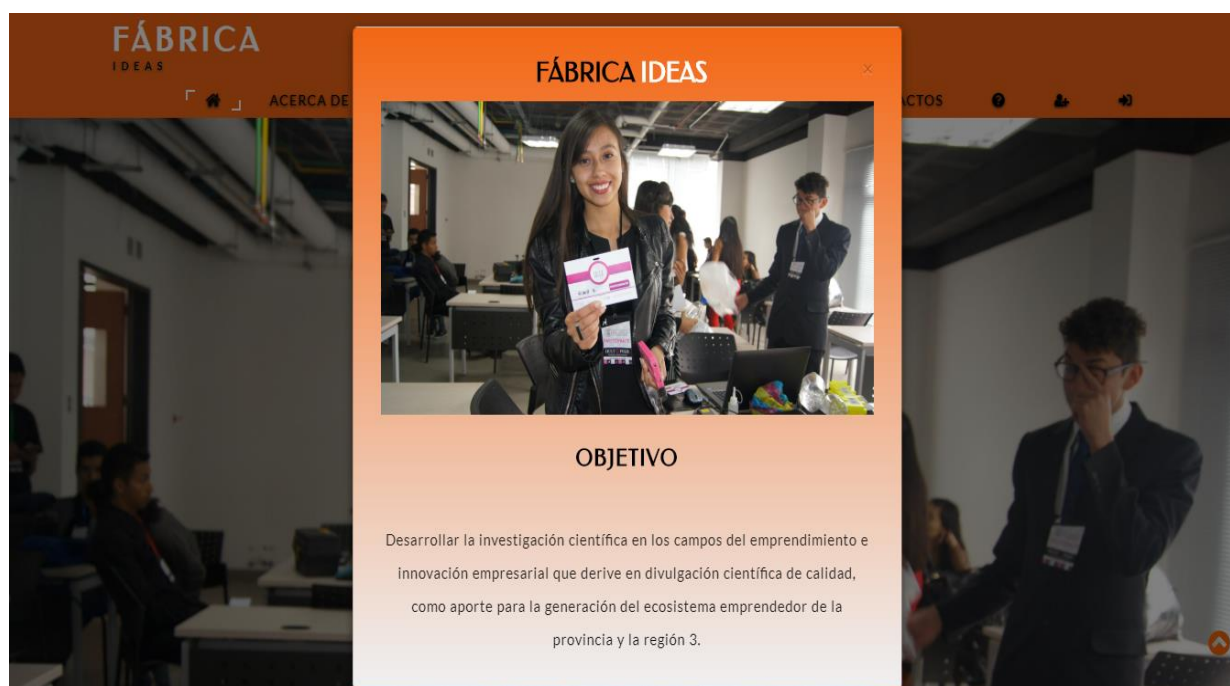 FÁBRICA
IDEAS
ACERCA DE
FÁBRICA IDEAS
×
OBJETIVO
Desarrollar la investigación científica en los campos del emprendimiento e
innovación empresarial que derive en divulgación científica de calidad,
como aporte para la generación del ecosistema emprendedor de la
provincia y la región 3.